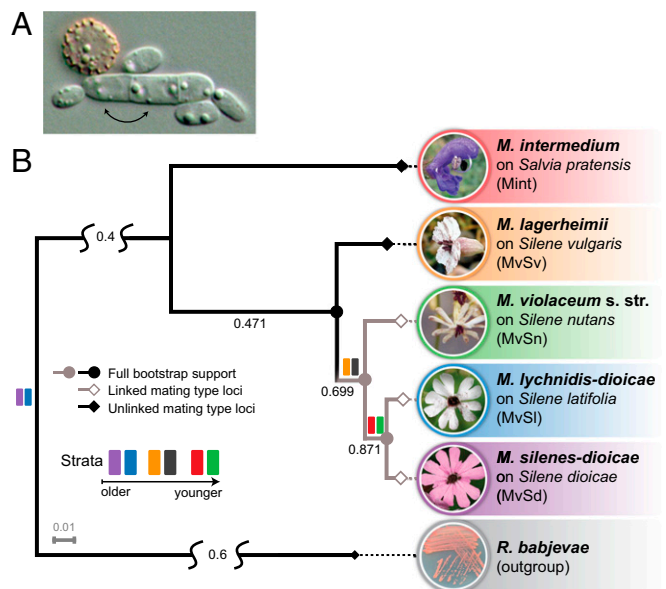 A
B
M. intermedium
on Salvia pratensis
(Mint)
M. lagerheimii
on Silene vulgaris
(MvSv)
0.4
M. violaceum s. str.
on Silene nutans
(MvSn)
0.471
Full bootstrap support
Linked mating type loci
Unlinked mating type loci
0.699
M. lychnidis-dioicae
on Silene latifolia
(MvSl)
0.871
Strata
older
younger
M. silenes-dioicae
on Silene dioicae
(MvSd)
0.01
0.6
R. babjevae
(outgroup)